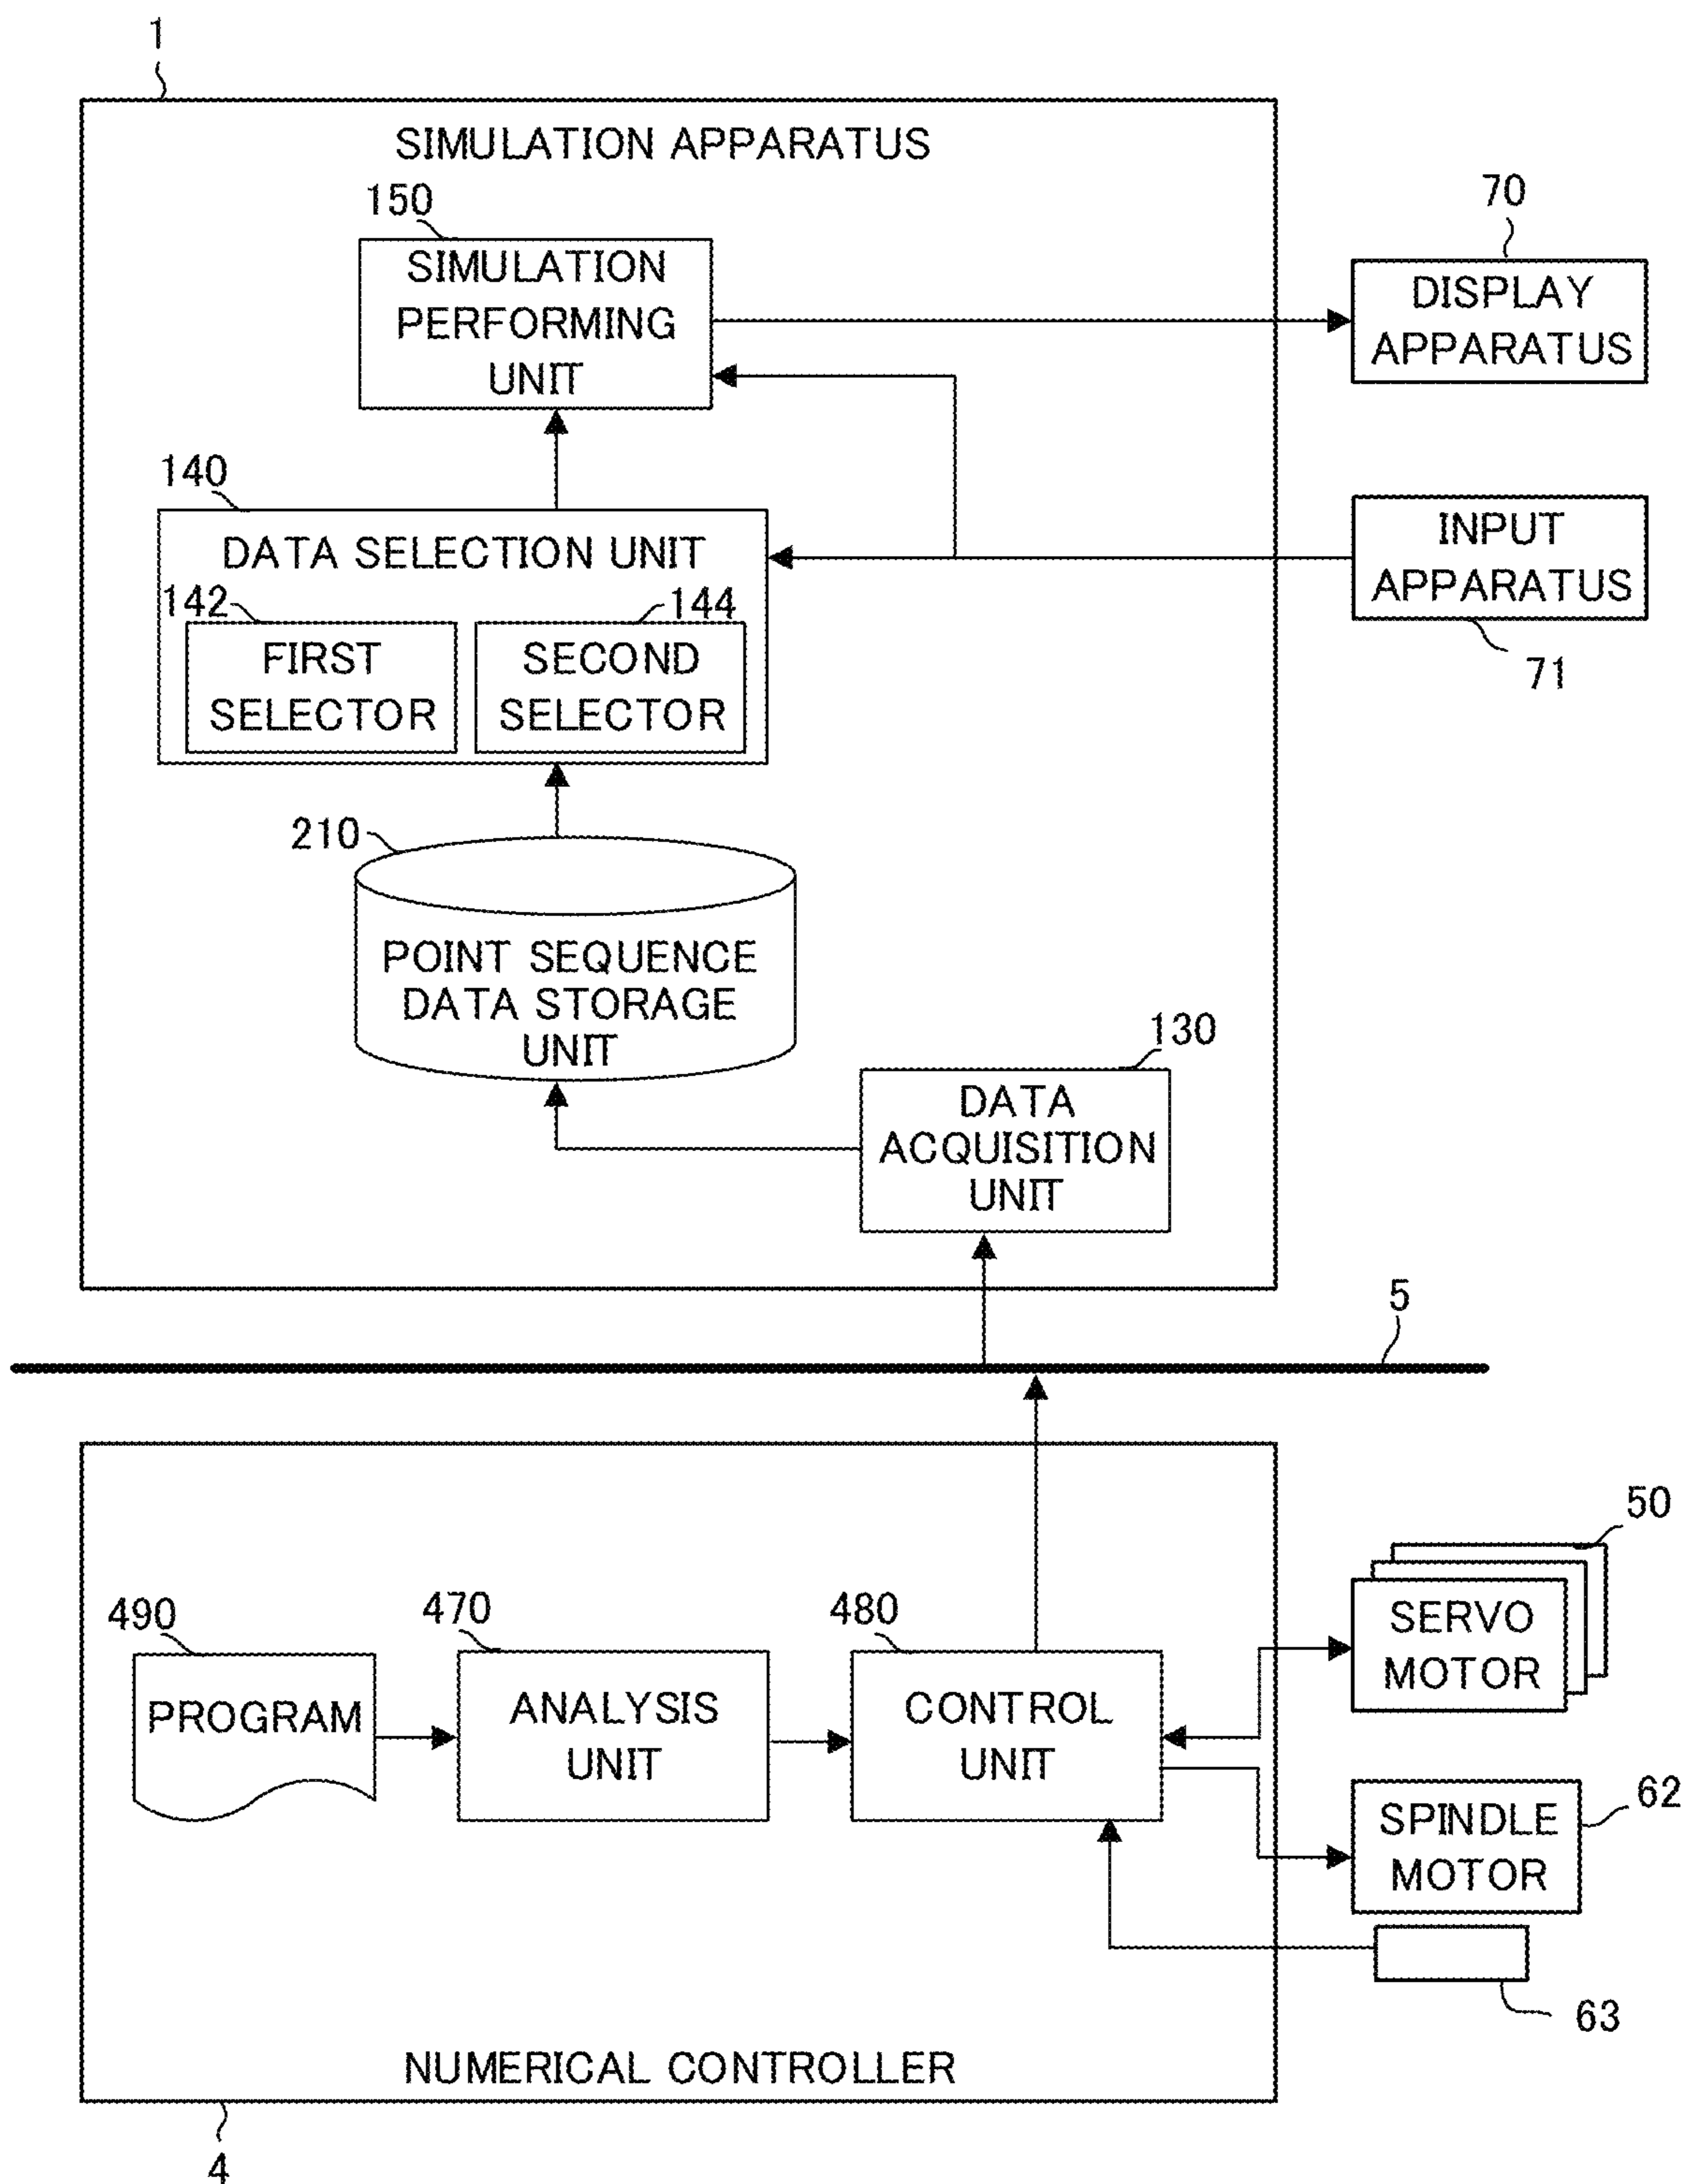 1
SIMULATION APPARATUS
150
SIMULATION
PERFORMING
UNIT
70
DISPLAY
APPARATUS
140
DATA SELECTION UNIT
142
FIRST
SELECTOR
144
SECOND
SELECTOR
INPUT
APPARATUS
71
210
POINT SEQUENCE
DATA STORAGE
UNIT
130
DATA
ACQUISITION
UNIT
5
490
PROGRAM
470
ANALYSIS
UNIT
480
CONTROL
UNIT
50
SERVO
MOTOR
62
SPINDLE
MOTOR
63
NUMERICAL CONTROLLER
4